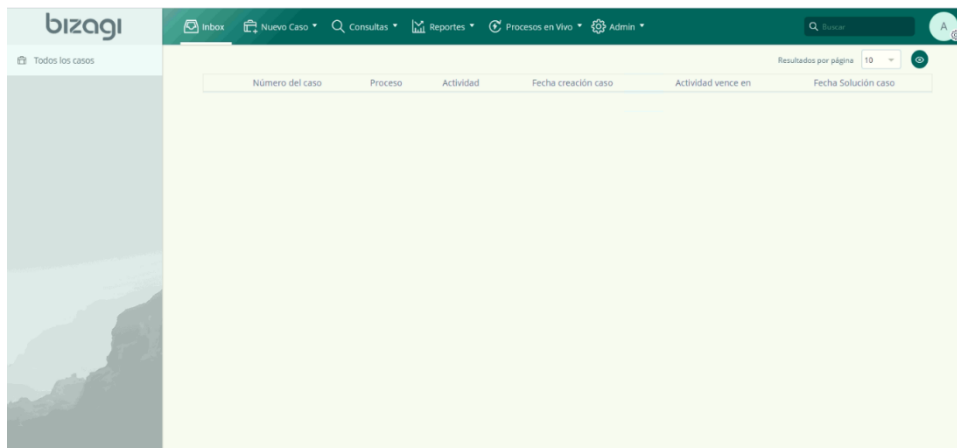 bizagi
Inbox Nuevo Caso Consultas Reportes Procesos en Vivo Admin Buscar A
Todos los casos
Resultados por página 10
Número del caso Proceso Actividad Fecha creación caso Actividad vence en Fecha Solución caso